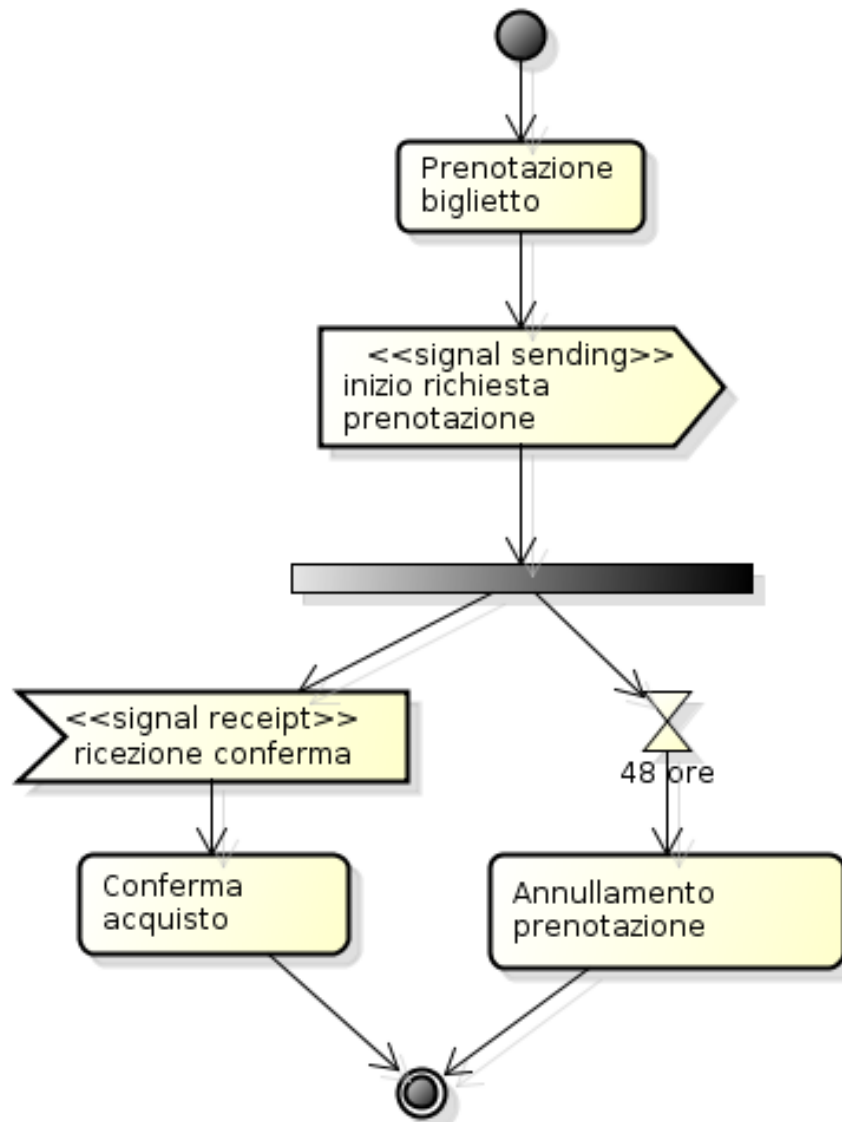 Prenotazione
biglietto
<<signal sending>>
inizio richiesta
prenotazione
<<signal receipt>>
ricezione conferma
48 ore
Conferma
acquisto
Annullamento
prenotazione